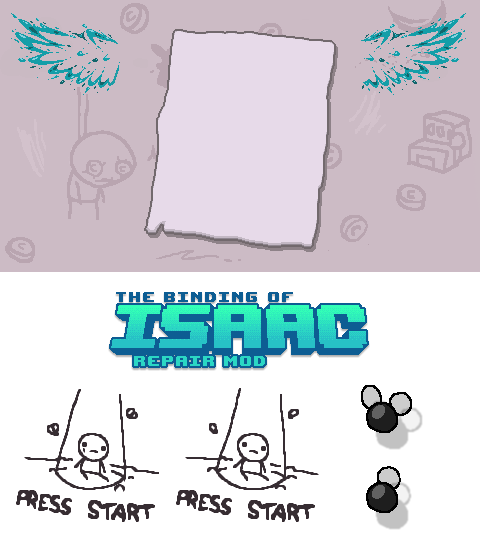 THE BINDING OF
ISAAC
REPAIR MOD
PRESS START
PRESS START